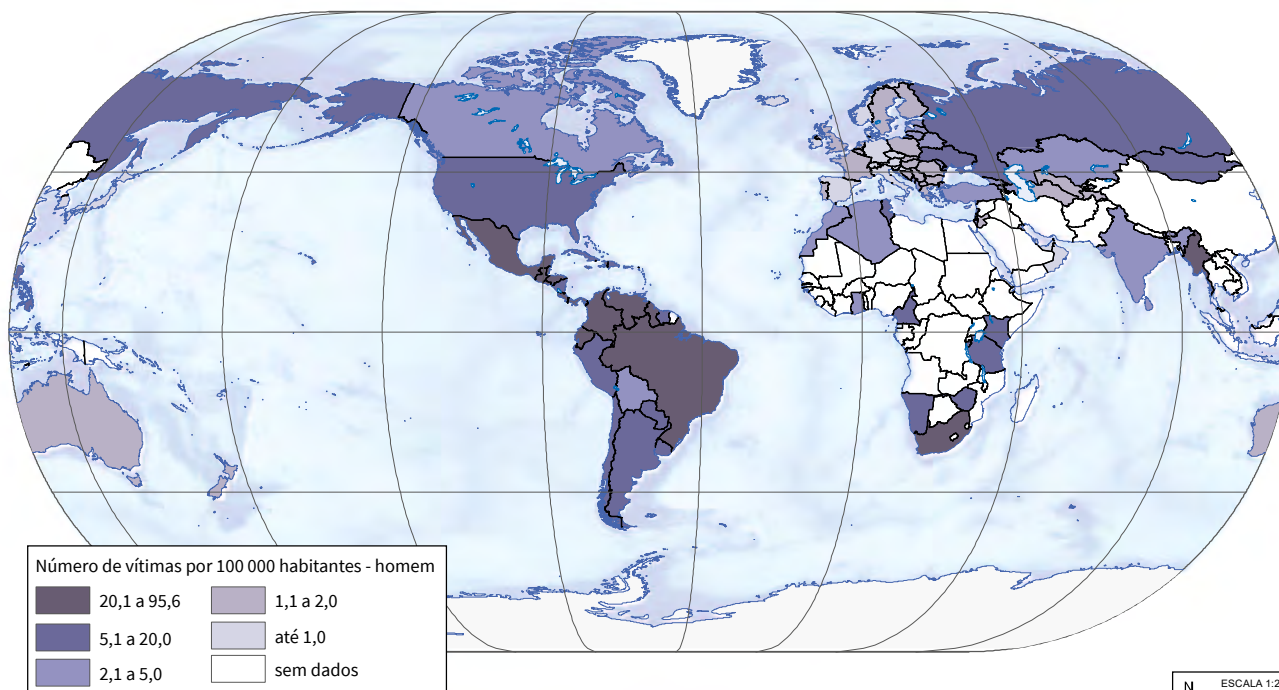 Número de vítimas por 100 000 habitantes - homem
20,1 a 95,6
5,1 a 20,0
2,1 a 5,0
1,1 a 2,0
até 1,0
sem dados
N
ESCALA 1:2